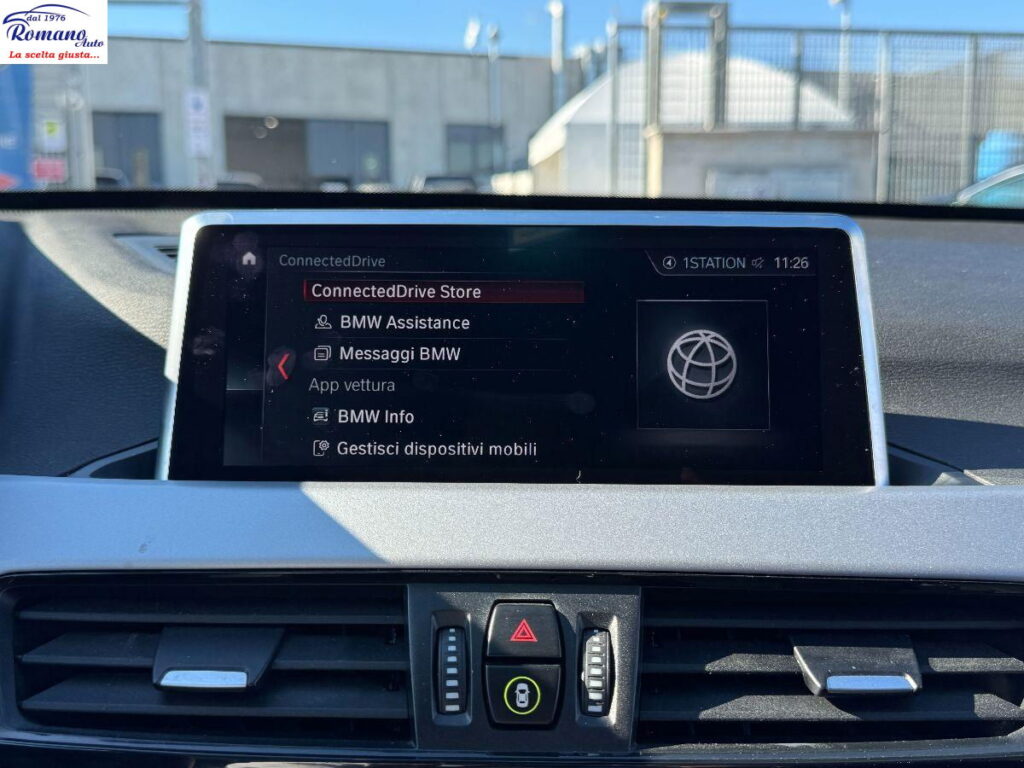 dal 1976
Romano Auto
La scelta giusta...
ConnectedDrive
1STATION 11:26
ConnectedDrive Store
BMW Assistance
Messaggi BMW
App vettura
BMW Info
Gestisci dispositivi mobili